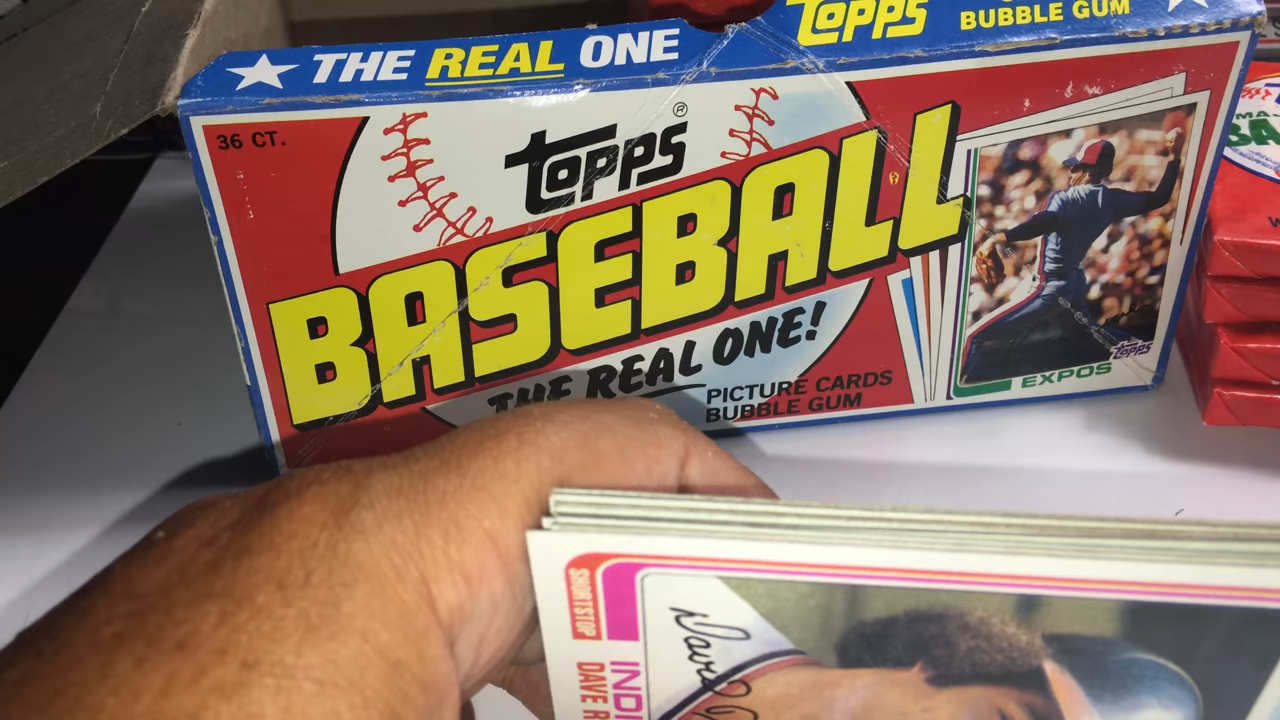 THE REAL ONE
TOPPS
BUBBLE GUM
36 CT.
TOPPS®
BASEBALL
THE REAL ONE!
PICTURE CARDS
BUBBLE GUM
TOPPS
EXPOS
SHORTSTOP
DAVE